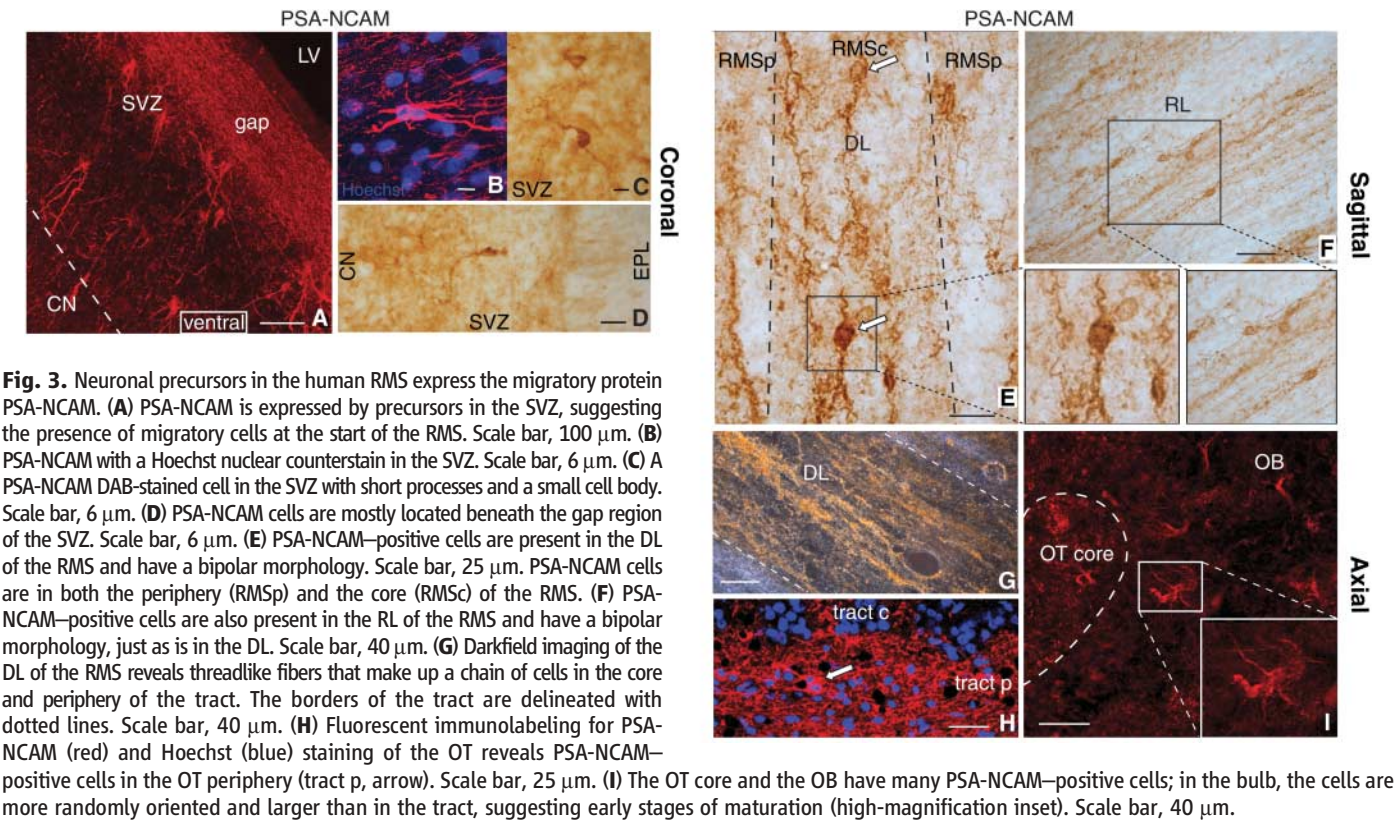 PSA-NCAM
LV
SVZ
gap
CN
ventral
A
Hoechst
B
SVZ
C
CN
SVZ
EPL
D
Coronal
PSA-NCAM
RMSp
RMSc
RMSp
DL
E
RL
F
Sagittal
DL
G
tract c
tract p
H
OB
OT core
I
Axial
Fig. 3. Neuronal precursors in the human RMS express the migratory protein
PSA-NCAM. (A) PSA-NCAM is expressed by precursors in the SVZ, suggesting
the presence of migratory cells at the start of the RMS. Scale bar, 100 μm. (B)
PSA-NCAM with a Hoechst nuclear counterstain in the SVZ. Scale bar, 6 μm. (C) A
PSA-NCAM DAB-stained cell in the SVZ with short processes and a small cell body.
Scale bar, 6 μm. (D) PSA-NCAM cells are mostly located beneath the gap region
of the SVZ. Scale bar, 6 μm. (E) PSA-NCAM–positive cells are present in the DL
of the RMS and have a bipolar morphology. Scale bar, 25 μm. PSA-NCAM cells
are in both the periphery (RMSp) and the core (RMSc) of the RMS. (F) PSA-
NCAM–positive cells are also present in the RL of the RMS and have a bipolar
morphology, just as is in the DL. Scale bar, 40 μm. (G) Darkfield imaging of the
DL of the RMS reveals threadlike fibers that make up a chain of cells in the core
and periphery of the tract. The borders of the tract are delineated with
dotted lines. Scale bar, 40 μm. (H) Fluorescent immunolabeling for PSA-
NCAM (red) and Hoechst (blue) staining of the OT reveals PSA-NCAM–
positive cells in the OT periphery (tract p, arrow). Scale bar, 25 μm. (I) The OT core and the OB have many PSA-NCAM–positive cells; in the bulb, the cells are
more randomly oriented and larger than in the tract, suggesting early stages of maturation (high-magnification inset). Scale bar, 40 μm.